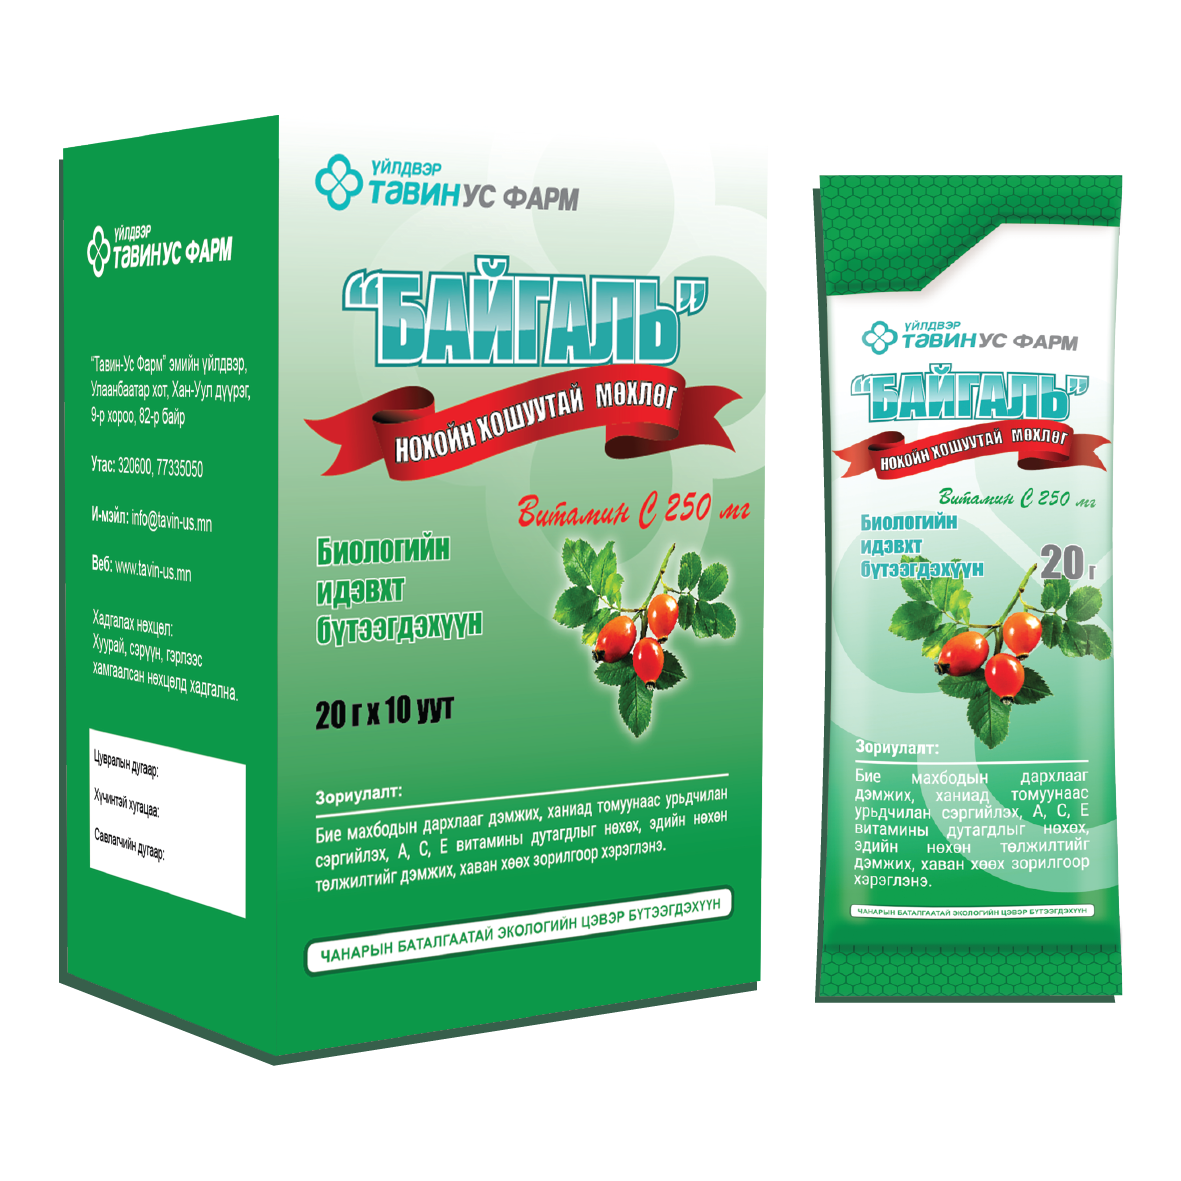 ҮЙЛДВЭР
ТӘВИНУС ФАРМ
“Тавин-Ус Фарм” эмийн үйлдвэр,
Улаанбаатар хот, Хан-Уул дүүрэг,
9-р хороо, 82-р байр
Утас: 320600, 77335050
И-мэйл: info@tavin-us.mn
Веб: www.tavin-us.mn
Хадгалах нөхцөл:
Хуурай, сэрүүн, гэрлээс
хамгаалсан нөхцөлд хадгална.
Цувралын дугаар:
Хүчинтэй хугацаа:
Савлагчийн дугаар:
ҮЙЛДВЭР
ТӘВИНУС ФАРМ
“БАЙГАЛЬ”
НОХОЙН ХОШУУТАЙ МӨХЛӨГ
Витамин С 250 мг
Биологийн
идэвхт
бүтээгдэхүүн
20 г х 10 уут
Зориулалт:
Бие махбодын дархлааг дэмжих, ханиад томуунаас урьдчилан
сэргийлэх, А, С, Е витамины дутагдлыг нөхөх, эдийн нөхөн
төлжилтийг дэмжих, хаван хөөх зорилгоор хэрэглэнэ.
ЧАНАРЫН БАТАЛГААТАЙ ЭКОЛОГИЙН ЦЭВЭР БҮТЭЭГДЭХҮҮН
ҮЙЛДВЭР
ТӘВИНУС ФАРМ
“БАЙГАЛЬ”
НОХОЙН ХОШУУТАЙ МӨХЛӨГ
Витамин С 250 мг
Биологийн
идэвхт
бүтээгдэхүүн
20 г
Зориулалт:
Бие махбодын дархлааг
дэмжих, ханиад томуунаас
урьдчилан сэргийлэх, А, С, Е
витамины дутагдлыг нөхөх,
эдийн нөхөн төлжилтийг
дэмжих, хаван хөөх зорилгоор
хэрэглэнэ.
ЧАНАРЫН БАТАЛГААТАЙ ЭКОЛОГИЙН ЦЭВЭР БҮТЭЭГДЭХҮҮН